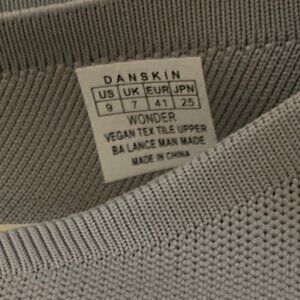 DANSKIN
US UK EUR JPN
9 7 41 25
WONDER
VEGAN TEX TILE UPPER
BA LANCE MAN MADE
MADE IN CHINA